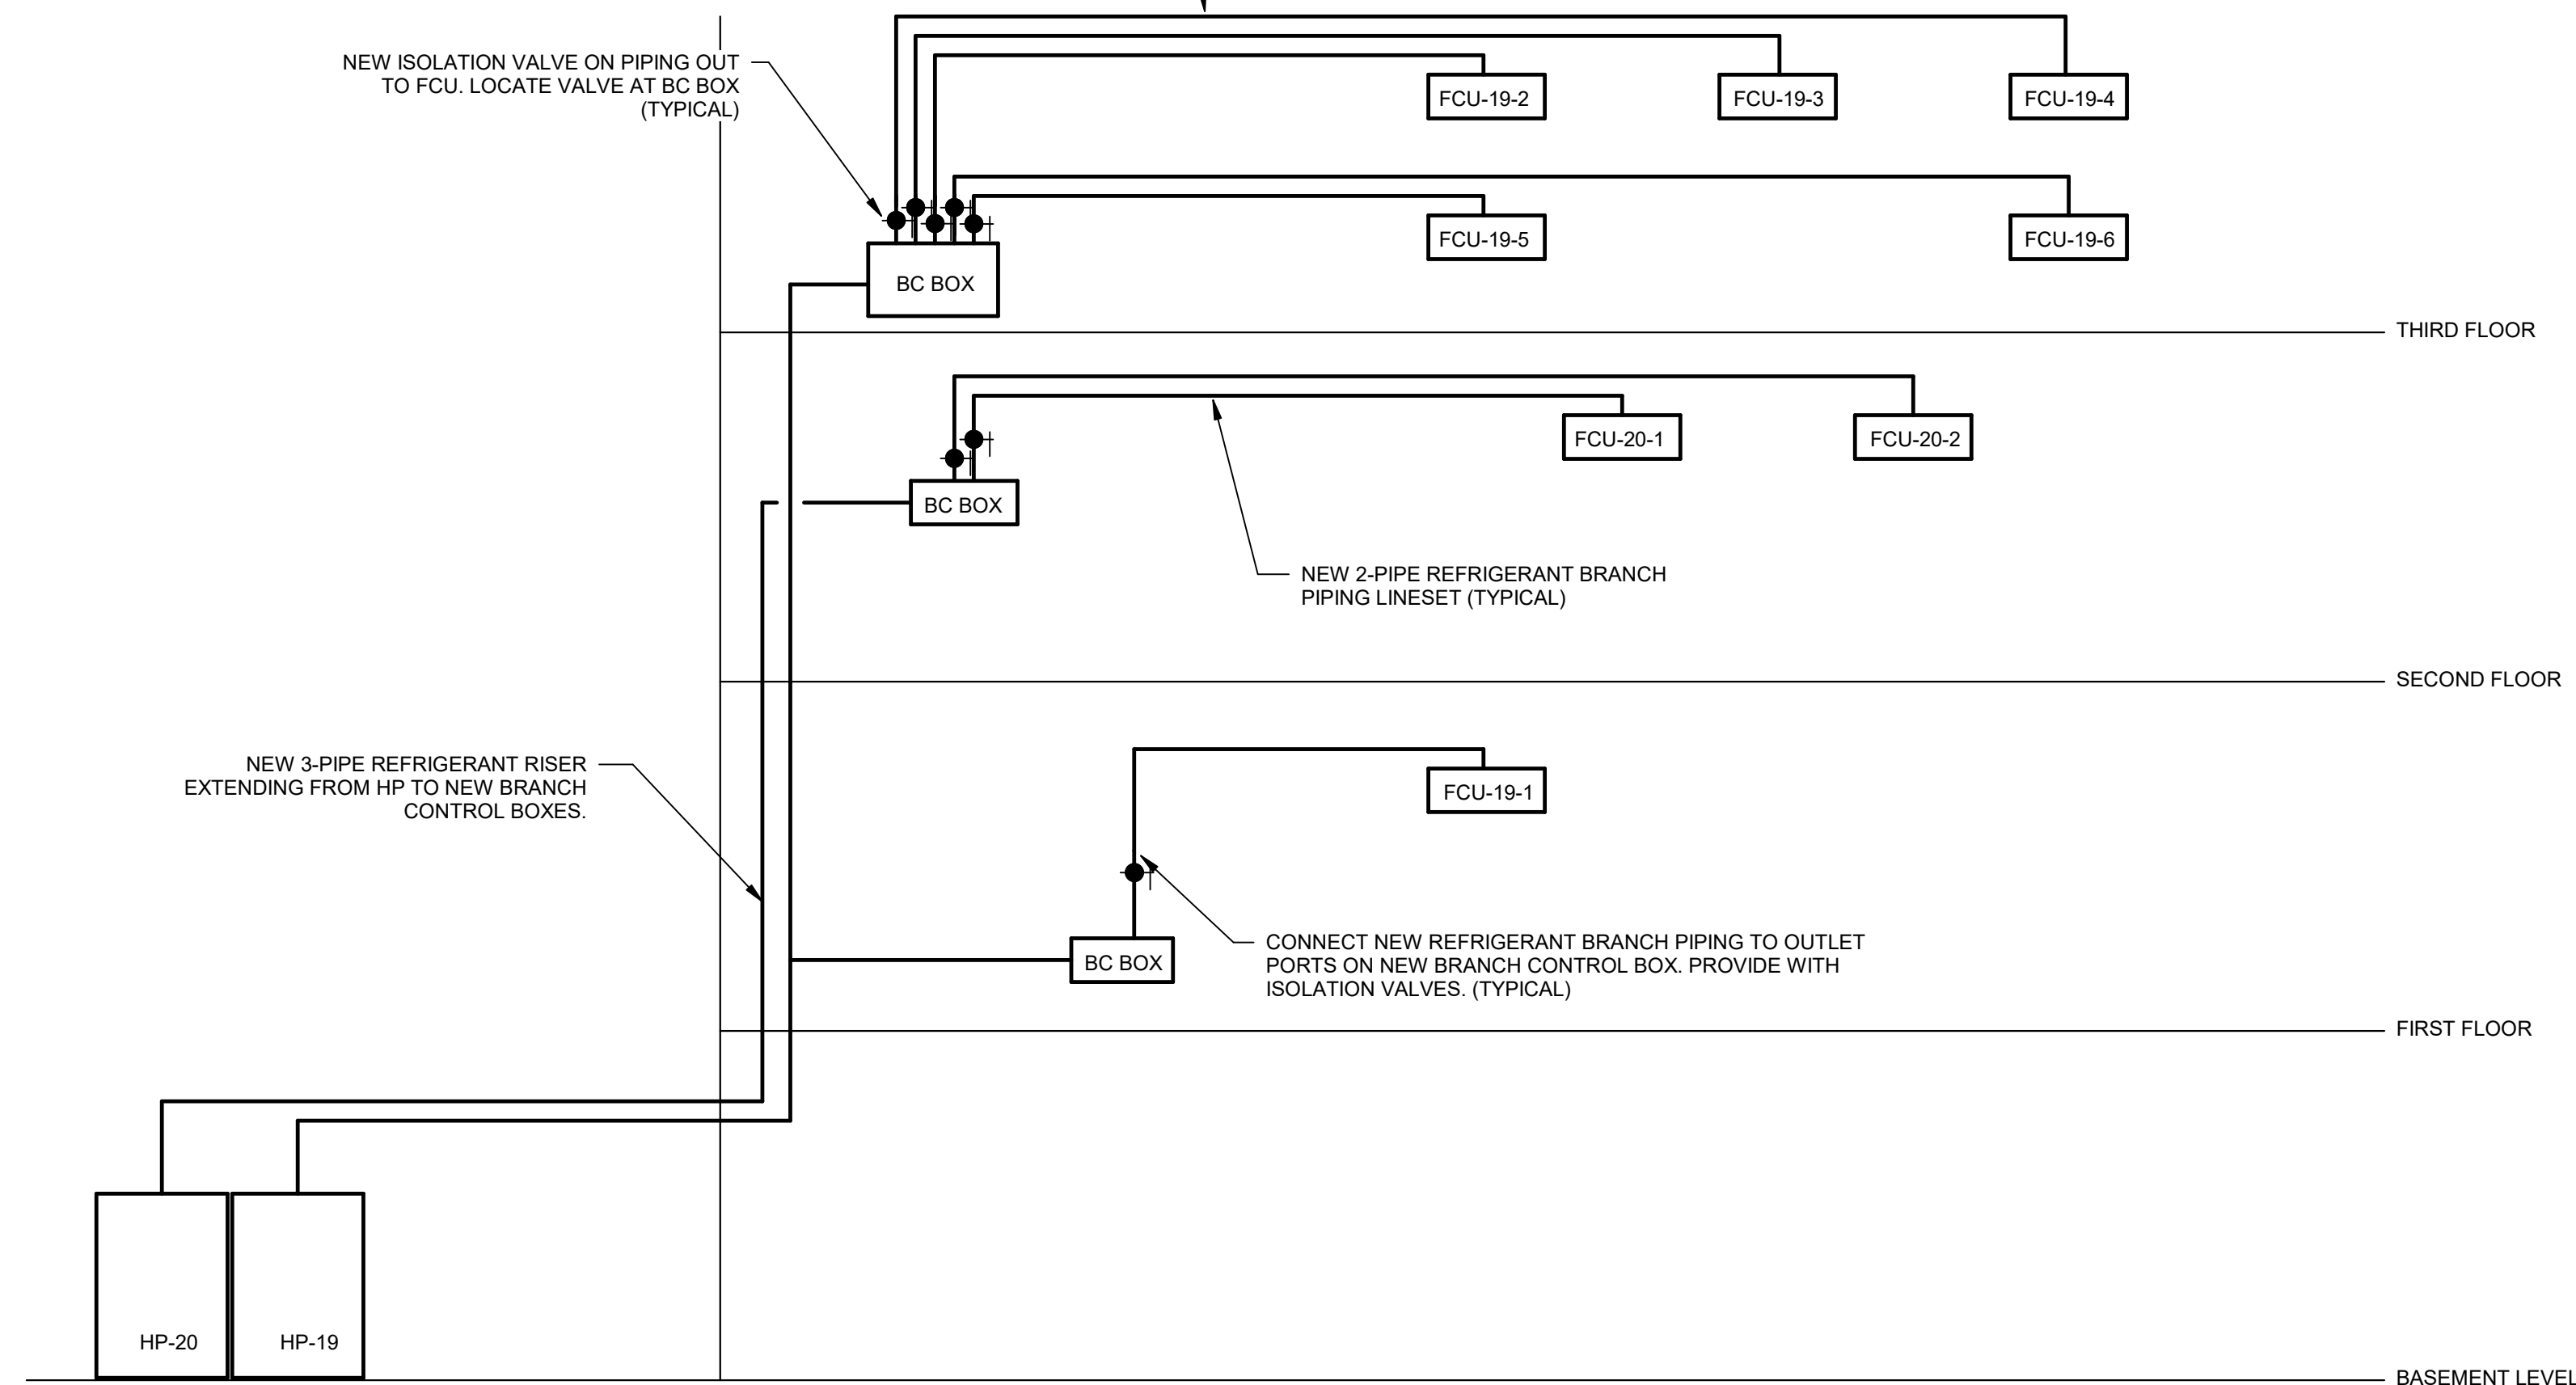 NEW ISOLATION VALVE ON PIPING OUT
TO FCU. LOCATE VALVE AT BC BOX
(TYPICAL)
FCU-19-2
FCU-19-3
FCU-19-4
FCU-19-5
FCU-19-6
BC BOX
THIRD FLOOR
FCU-20-1
FCU-20-2
BC BOX
NEW 2-PIPE REFRIGERANT BRANCH
PIPING LINESET (TYPICAL)
SECOND FLOOR
NEW 3-PIPE REFRIGERANT RISER
EXTENDING FROM HP TO NEW BRANCH
CONTROL BOXES.
FCU-19-1
BC BOX
CONNECT NEW REFRIGERANT BRANCH PIPING TO OUTLET
PORTS ON NEW BRANCH CONTROL BOX. PROVIDE WITH
ISOLATION VALVES. (TYPICAL)
FIRST FLOOR
HP-20
HP-19
BASEMENT LEVEL